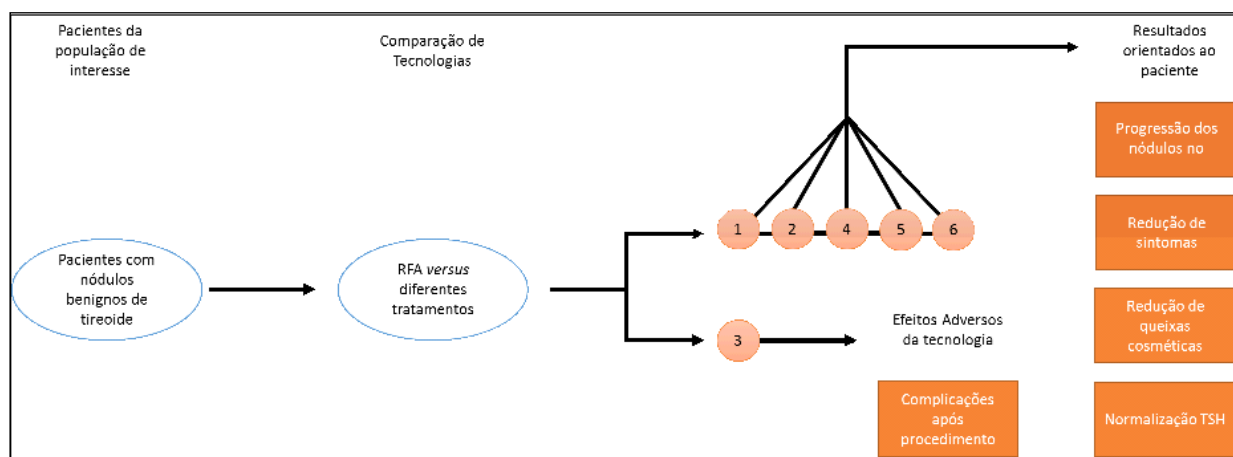 Pacientes da
população de
interesse
Comparação de
Tecnologias
Resultados
orientados ao
paciente
Pacientes com
nódulos
benignos de
tireoide
RFA versus
diferentes
tratamentos
1 2 4 5 6
3
Efeitos Adversos
da tecnologia
Complicações
após
procedimento
Progressão dos
nódulos no
Redução de
sintomas
Redução de
queixas
cosméticas
Normalização TSH